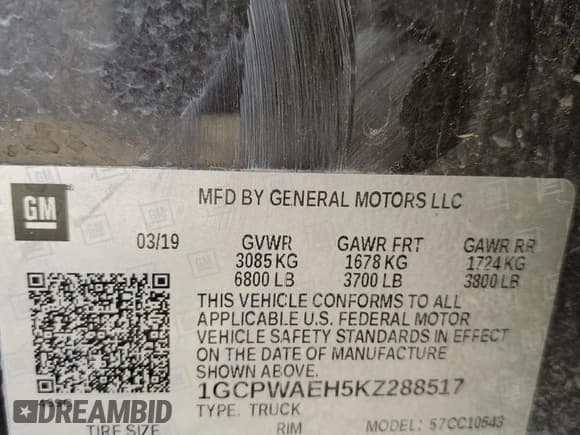 GM
MFD BY GENERAL MOTORS LLC
03/19 GVWR GAWR FRT GAWR RR
3085 KG 1678 KG 1724 KG
6800 LB 3700 LB 3800 LB
THIS VEHICLE CONFORMS TO ALL
APPLICABLE U.S. FEDERAL MOTOR
VEHICLE SAFETY STANDARDS IN EFFECT
ON THE DATE OF MANUFACTURE
SHOWN ABOVE.
1GCPWAEH5KZ288517
TYPE: TRUCK MODEL: 57CC10543
TIRE SIZE RIM
DREAMBID